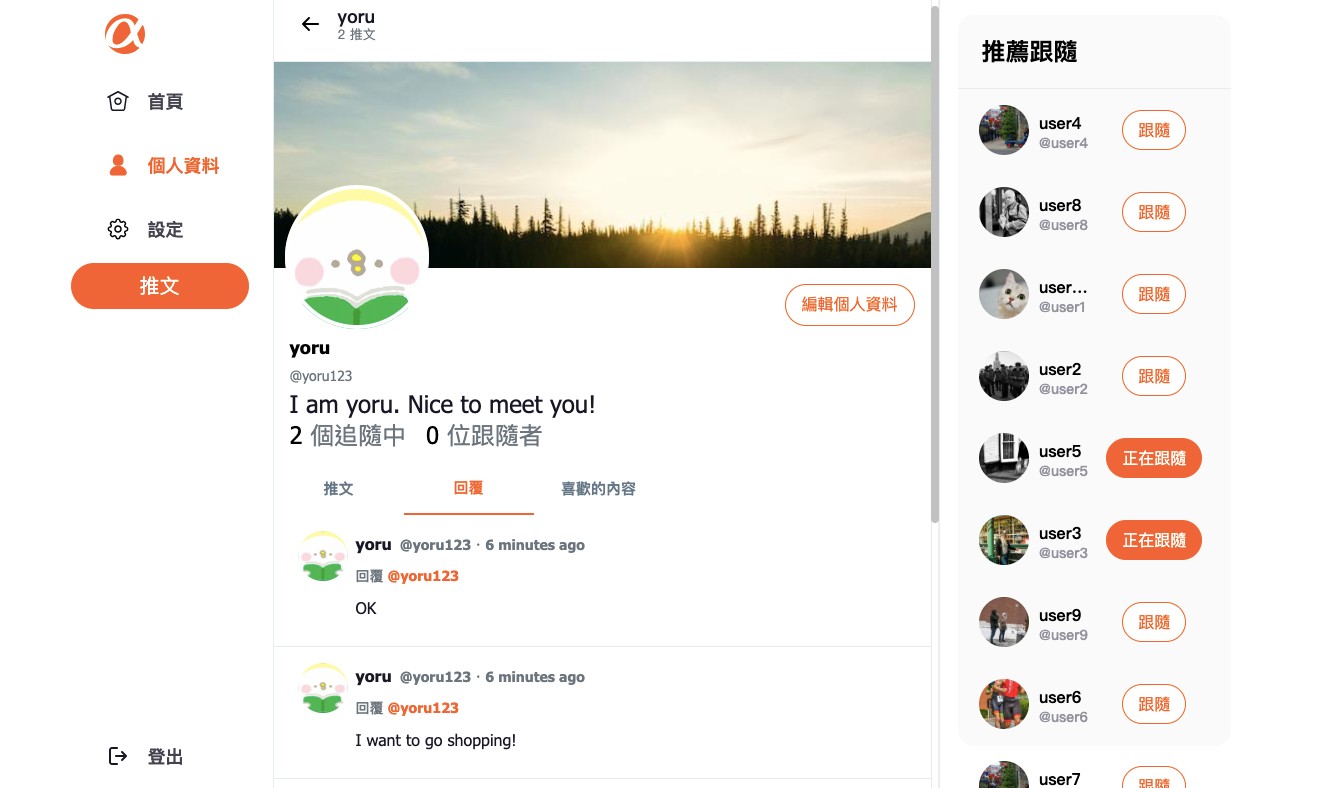 首頁
個人資料
設定
推文
登出
yoru
2 推文
編輯個人資料
yoru
@yoru123
I am yoru. Nice to meet you!
2 個追隨中 0 位跟隨者
推文 回覆 喜歡的內容
yoru @yoru123 · 6 minutes ago
回覆 @yoru123
OK
yoru @yoru123 · 6 minutes ago
回覆 @yoru123
I want to go shopping!
推薦跟隨
user4
@user4
跟隨
user8
@user8
跟隨
user...
@user1
跟隨
user2
@user2
跟隨
user5
@user5
正在跟隨
user3
@user3
正在跟隨
user9
@user9
跟隨
user6
@user6
跟隨
user7
跟隨